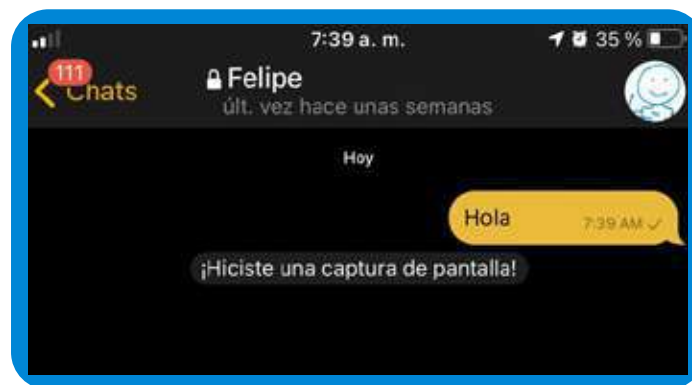 7:39 a. m.
35 %
111
Chats
Felipe
últ. vez hace unas semanas
Hoy
Hola
7:39 AM
¡Hiciste una captura de pantalla!